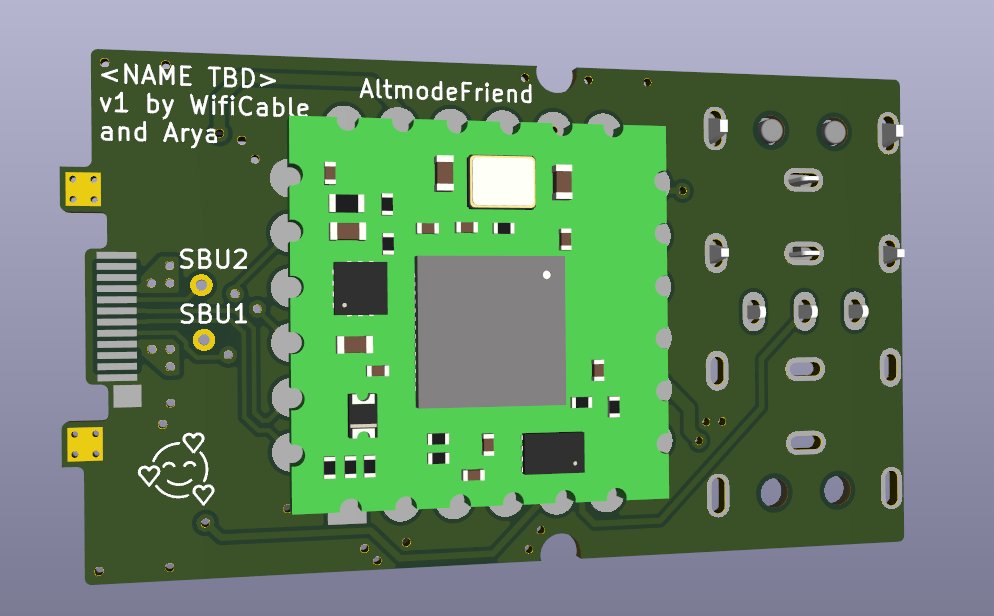 <NAME TBD>
v1 by WifiCable
and Arya
AltmodeFriend
SBU2
SBU1